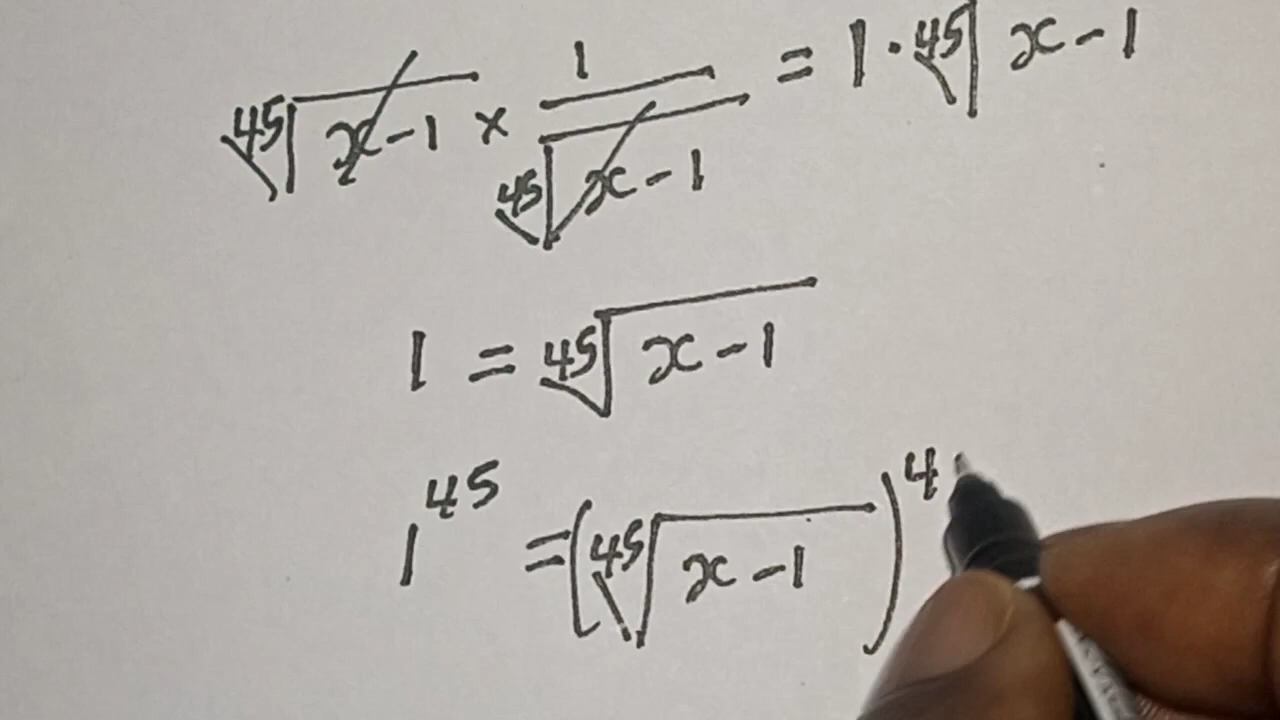 ⁴⁵√(x-1) × 1/⁴⁵√(x-1) = 1·⁴⁵√x-1
1 = ⁴⁵√(x-1)
1⁴⁵ = (⁴⁵√(x-1))⁴